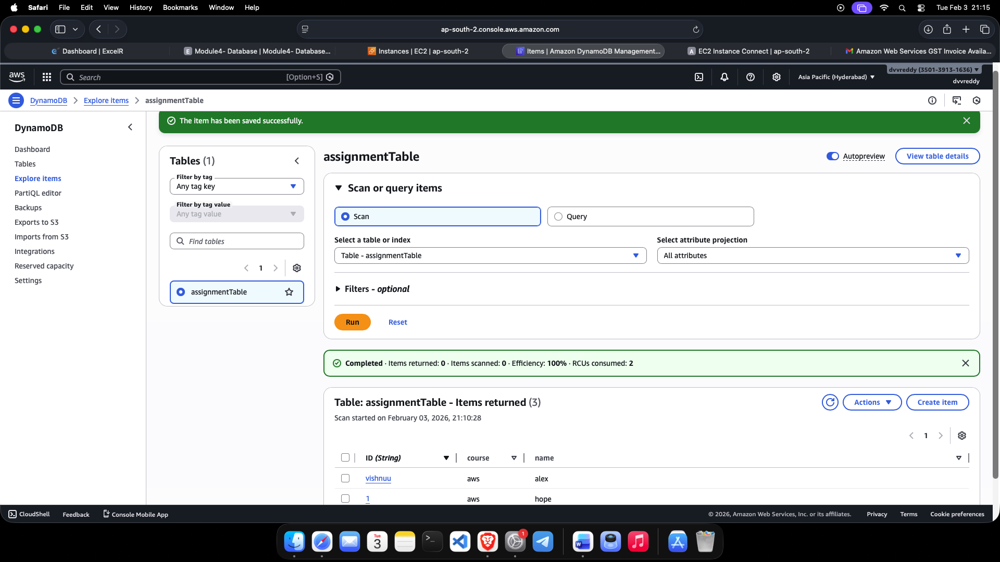 Safari File Edit View History Bookmarks Window Help Tue Feb 3 21:15
ap-south-2.console.aws.amazon.com
Dashboard | ExcelR Module4- Database | Module4- Database... Instances | EC2 | ap-south-2 Items | Amazon DynamoDB Management... EC2 Instance Connect | ap-south-2 Amazon Web Services GST Invoice Availa...
aws Search [Option+S] Asia Pacific (Hyderabad) dvvreddy (3501-3913-1636)
dvvreddy
DynamoDB Explore items assignmentTable
The item has been saved successfully.
DynamoDB
Dashboard
Tables
Explore items
PartiQL editor
Backups
Exports to S3
Imports from S3
Integrations
Reserved capacity
Settings
Tables (1)
Filter by tag
Any tag key
Filter by tag value
Any tag value
Find tables
1
assignmentTable
assignmentTable
Autopreview View table details
Scan or query items
Scan Query
Select a table or index Select attribute projection
Table - assignmentTable All attributes
Filters - optional
Run Reset
Completed · Items returned: 0 · Items scanned: 0 · Efficiency: 100% · RCUs consumed: 2
Table: assignmentTable - Items returned (3)
Actions Create item
Scan started on February 03, 2026, 21:10:28
1
ID (String) course name
vishnuu aws alex
1 aws hope
CloudShell Feedback Console Mobile App © 2026, Amazon Web Services, Inc. or its affiliates. Privacy Terms Cookie preferences
Tue
3
1
W